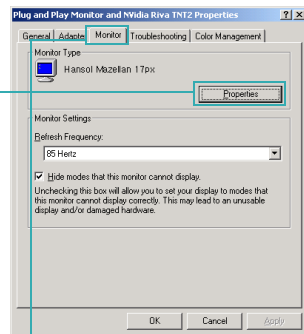 Plug and Play Monitor and NVidia Riva TNT2 Properties
General Adapter Monitor Troubleshooting Color Management
Monitor Type
Hansol Mazellan 17px
Properties
Monitor Settings
Refresh Frequency:
85 Hertz
Hide modes that this monitor cannot display.
Unchecking this box will allow you to set your display to modes that
this monitor cannot display correctly. This may lead to an unusable
display and/or damaged hardware.
OK Cancel Apply